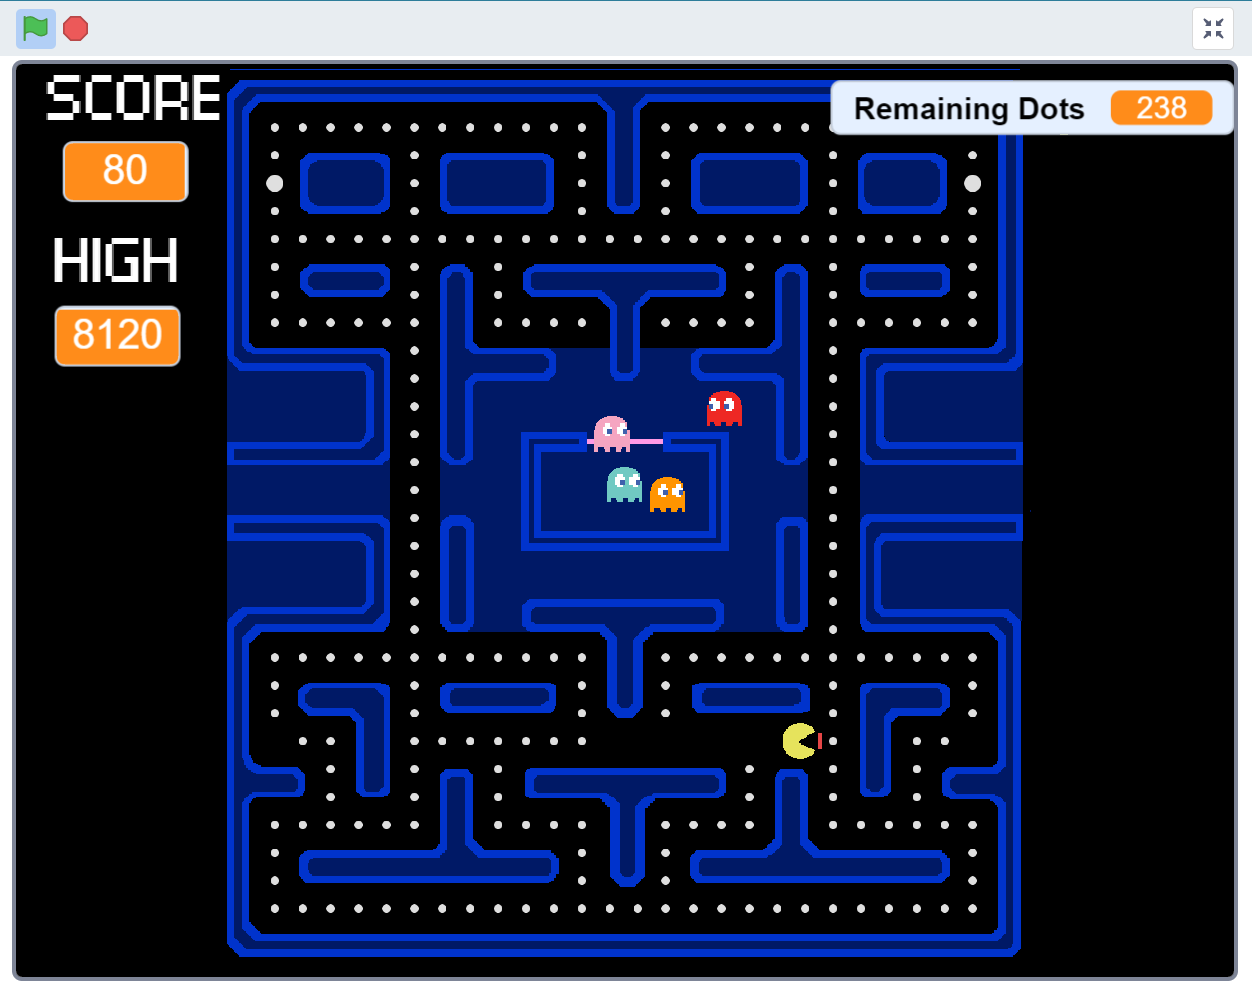 SCORE
80
HIGH
8120
Remaining Dots 238